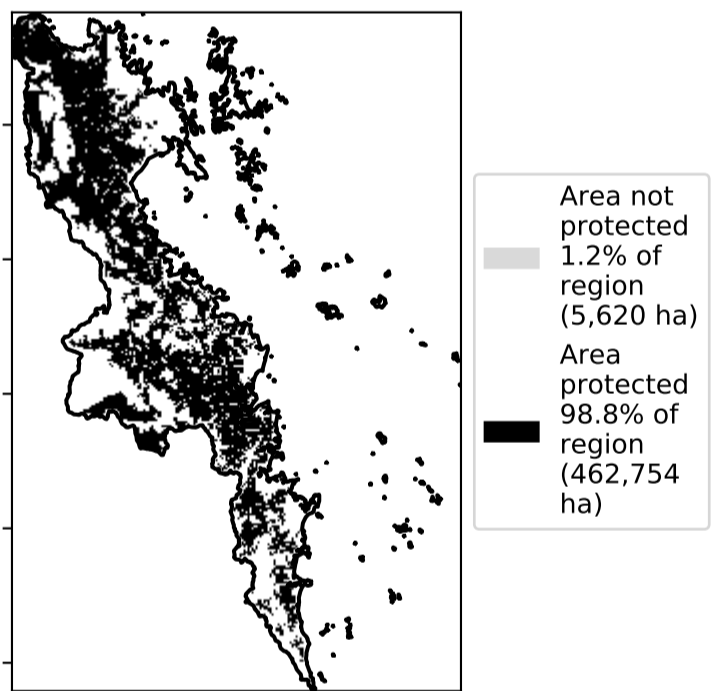 Area not
protected
1.2% of
region
(5,620 ha)
Area
protected
98.8% of
region
(462,754
ha)